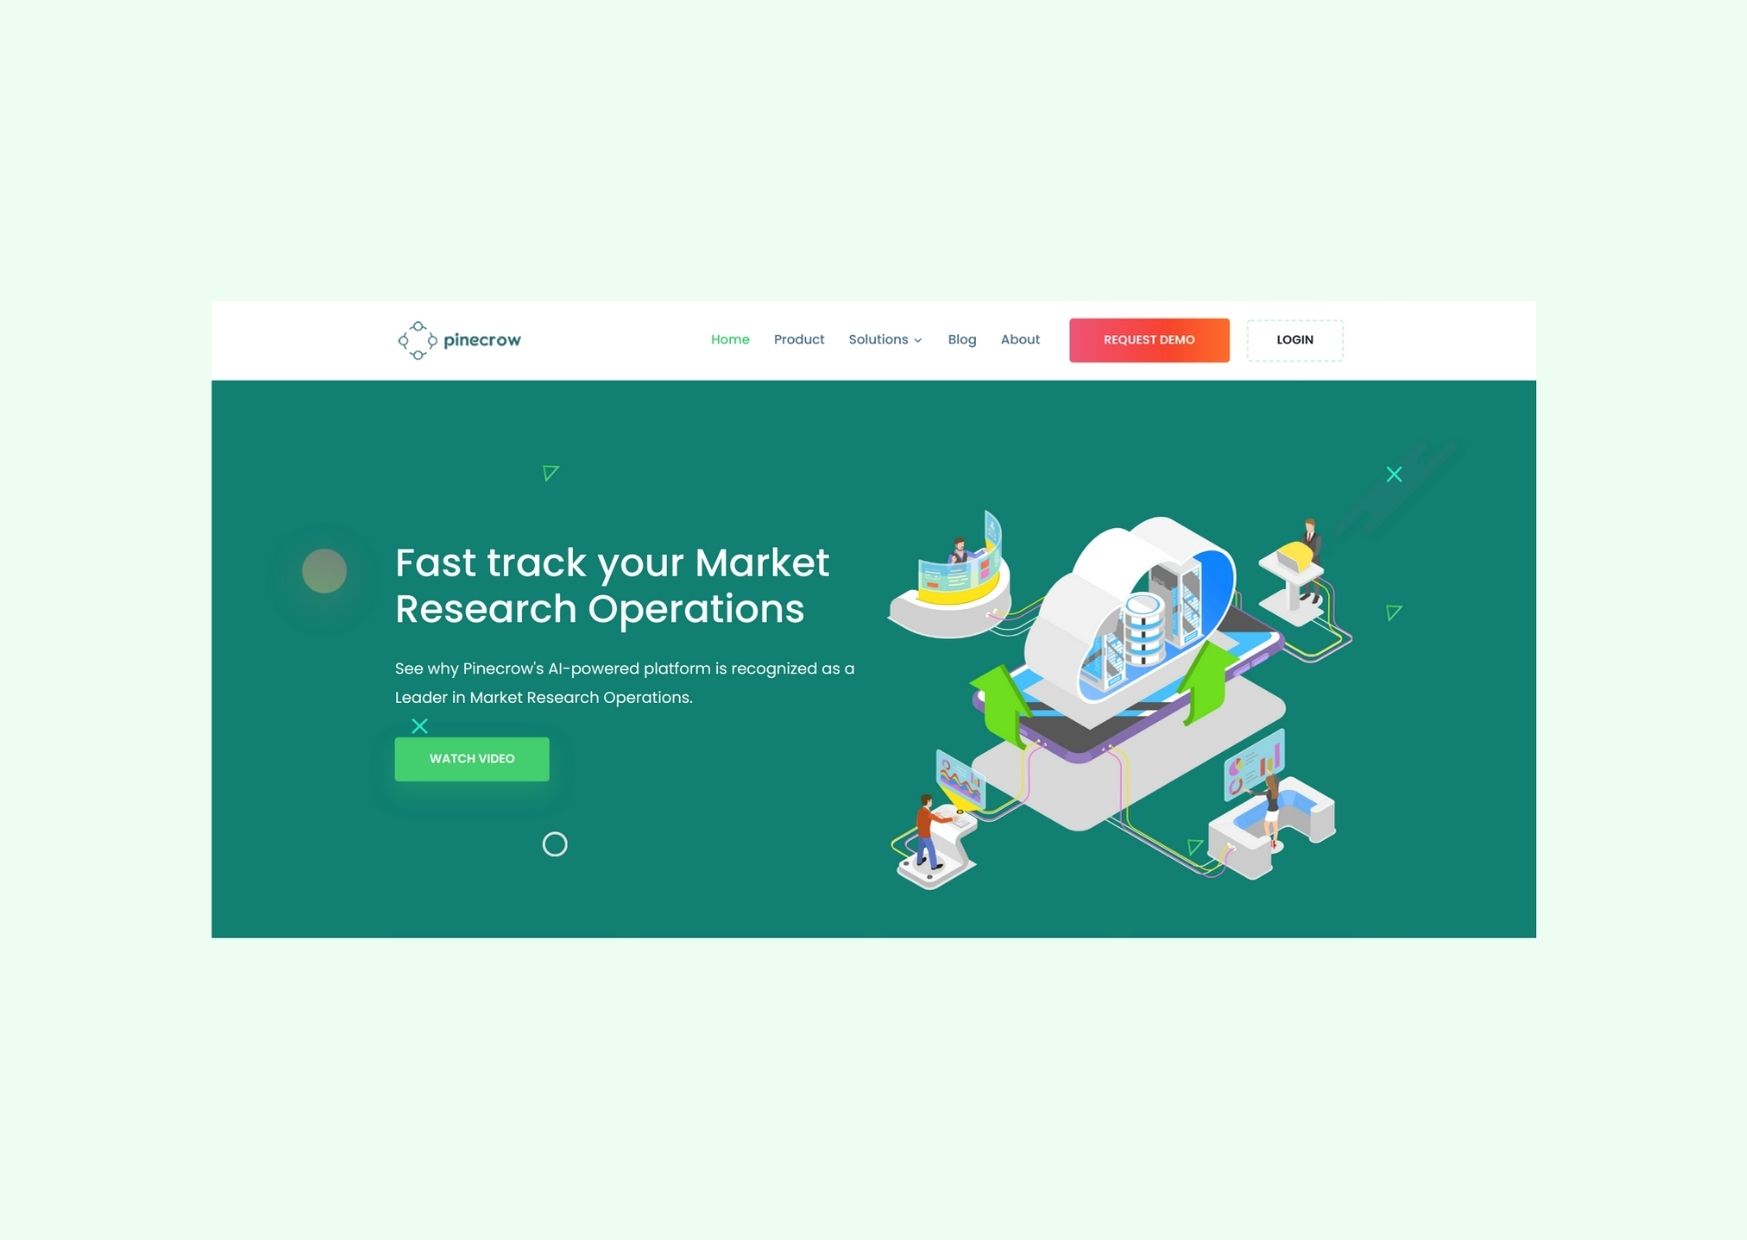 pinecrow
Home Product Solutions Blog About REQUEST DEMO LOGIN
Fast track your Market
Research Operations
See why Pinecrow's AI-powered platform is recognized as a
Leader in Market Research Operations.
WATCH VIDEO